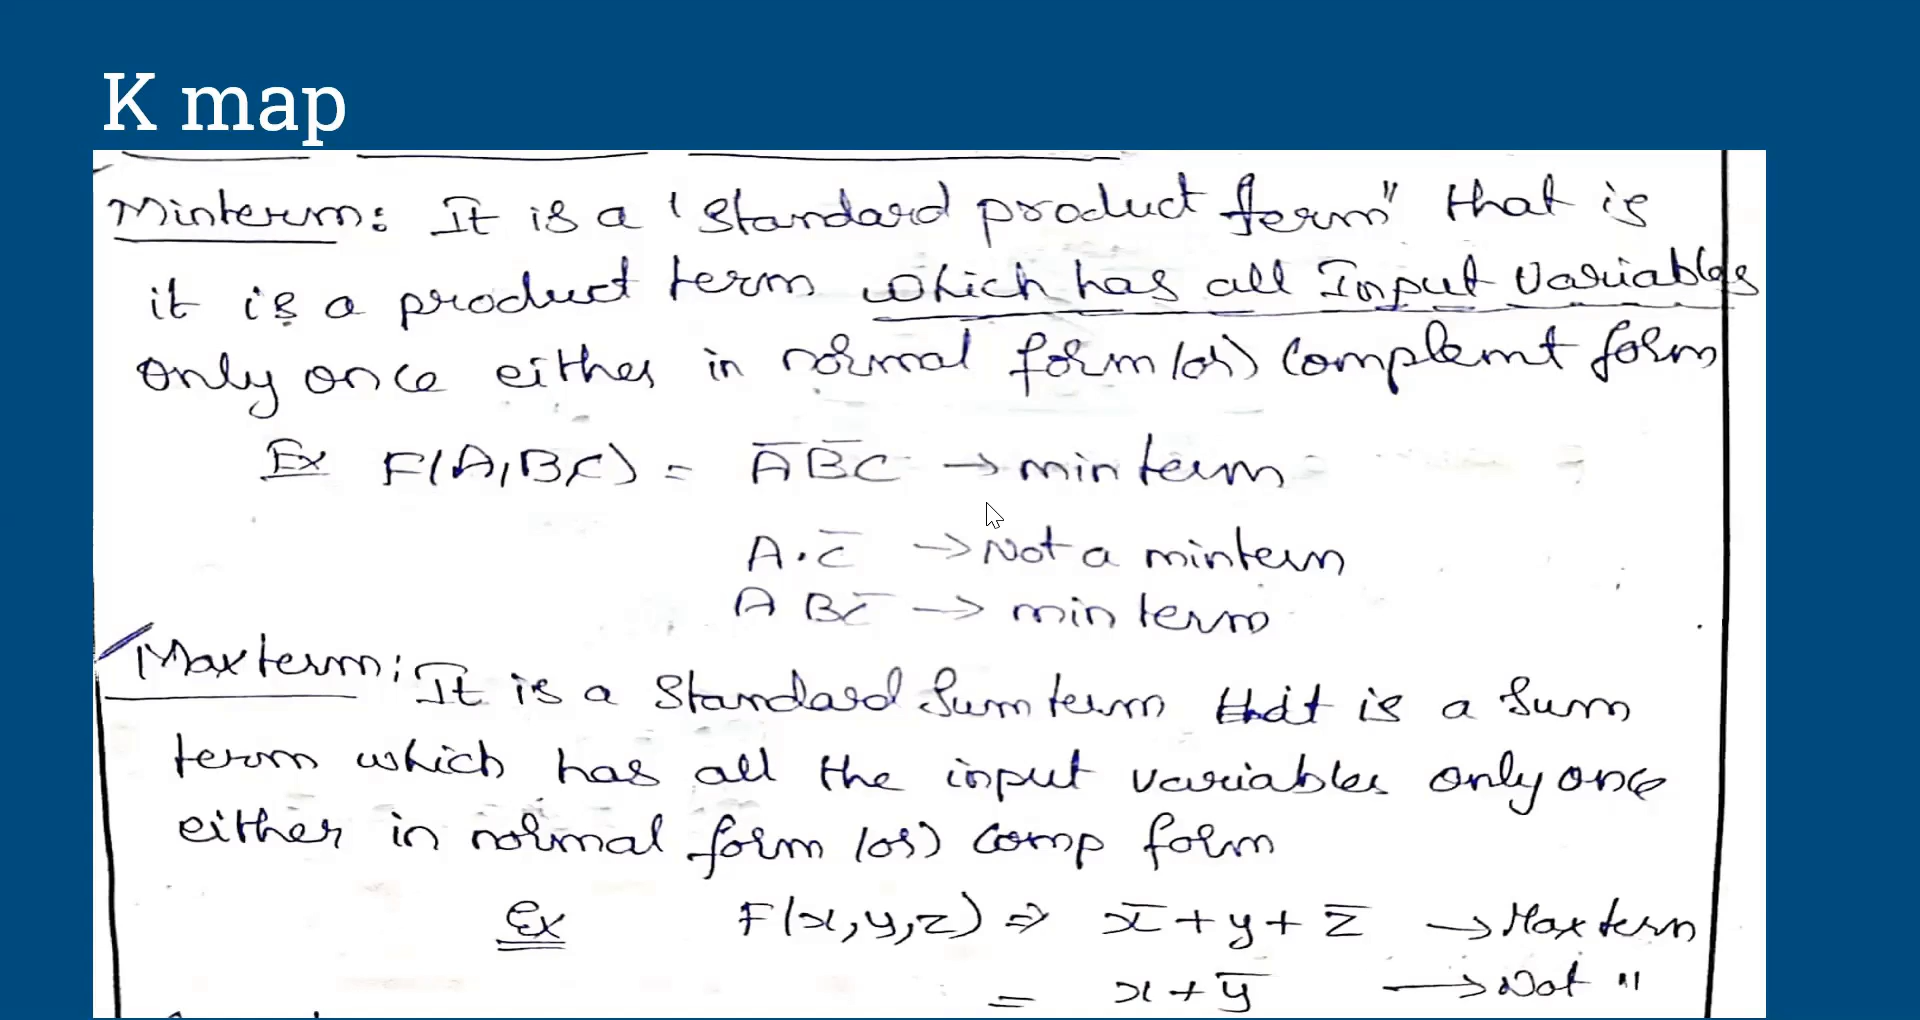 K map
Minterm: It is a 'Standard product term" that is
it is a product term which has all Input variables
only once either in normal form (or) Complemt form
Ex F(A,B,C) = A̅ B̅ C → min term
A.C̅ → Not a minterm
A B C̅ → min term
Maxterm: It is a Standard Sum term that is a Sum
term which has all the input variables only once
either in normal form (or) comp form
Ex F(x,y,z) ⇒ x̅ + y + z̅ → Max term
= x + y̅ → Not "